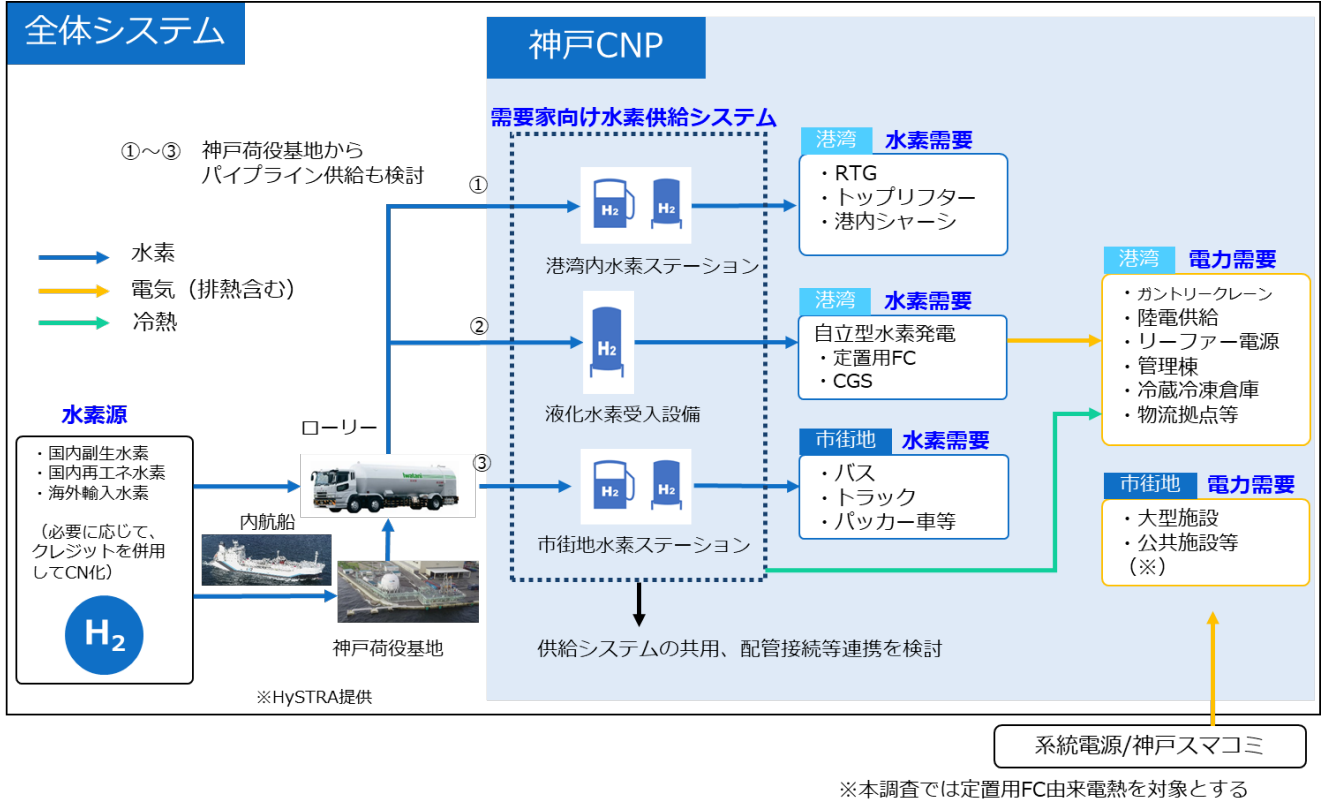 全体システム
神戸CNP
①～③　神戸荷役基地から
パイプライン供給も検討
水素
電気（排熱含む）
冷熱
水素源
・国内副生水素
・国内再エネ水素
・海外輸入水素
（必要に応じて、
クレジットを併用
してCN化）
H₂
内航船
ローリー
Iwatani
神戸荷役基地
※HySTRA提供
①
②
③
需要家向け水素供給システム
H₂
H₂
港湾内水素ステーション
H₂
液化水素受入設備
H₂
H₂
市街地水素ステーション
供給システムの共用、配管接続等連携を検討
港湾
水素需要
・RTG
・トップリフター
・港内シャーシ
港湾
水素需要
自立型水素発電
・定置用FC
・CGS
市街地
水素需要
・バス
・トラック
・パッカー車等
港湾
電力需要
・ガントリークレーン
・陸電供給
・リーファー電源
・管理棟
・冷蔵冷凍倉庫
・物流拠点等
市街地
電力需要
・大型施設
・公共施設等
（※）
系統電源/神戸スマコミ
※本調査では定置用FC由来電熱を対象とする